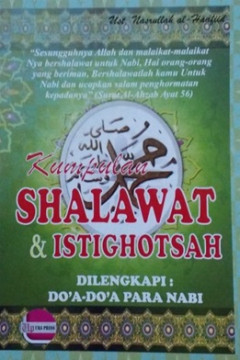 Ust. Nasrullah al-Haafizd
"Sesungguhnya Allah dan malaikat-malaikat
Nya bershalawat untuk Nabi, Hai orang-orang
yang beriman, Bershalawatlah kamu Untuk
Nabi dan ucapkan salam penghormatan
kepadanya" (Surat Al-Ahzab Ayat 56)
محمد
Kumpulan
SHALAWAT
& ISTIGHOTSAH
DILENGKAPI :
DO'A-DO'A PARA NABI